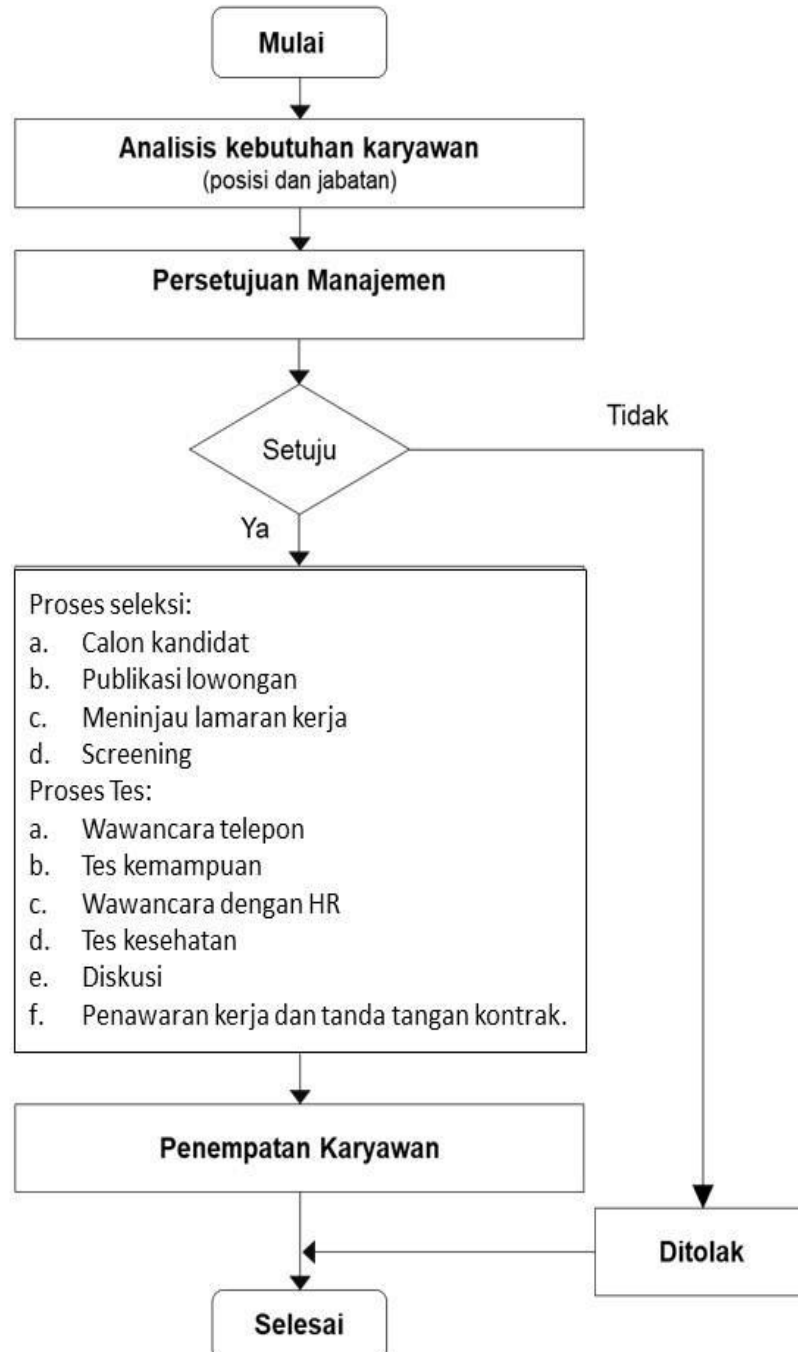 Mulai
Analisis kebutuhan karyawan
(posisi dan jabatan)
Persetujuan Manajemen
Setuju
Tidak
Ya
Proses seleksi:
a. Calon kandidat
b. Publikasi lowongan
c. Meninjau lamaran kerja
d. Screening
Proses Tes:
a. Wawancara telepon
b. Tes kemampuan
c. Wawancara dengan HR
d. Tes kesehatan
e. Diskusi
f. Penawaran kerja dan tanda tangan kontrak.
Penempatan Karyawan
Ditolak
Selesai